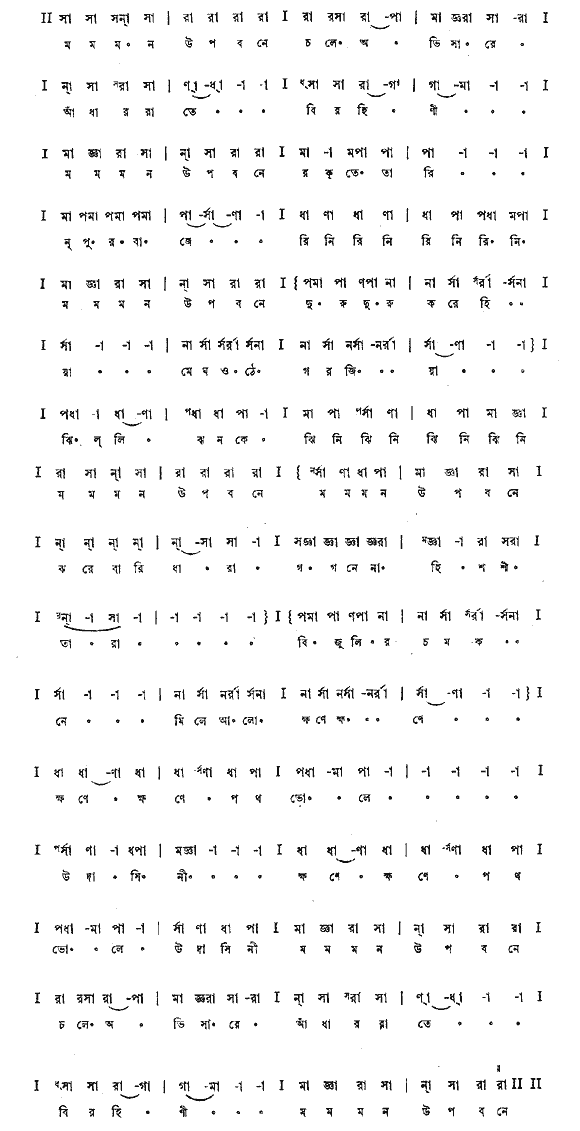 II সা সা সন্‌া সা | রা রা রা রা I রা রসা রা -পা | মা জ্ঞরা সা -রা I
ম ম ম॰ ন উ প ব নে চ লে॰ অ ॰ ভি সা॰ রে ॰
I ন্‌া সা ॰রা সা | ণ্‌া -ধ্‌া -া -া I ধ্‌সা সা রা -গা | গা -মা -া -া I
আঁ ধা র রা তে ॰ ॰ ॰ বি র হি ॰ ণী ॰ ॰ ॰
I মা জ্ঞা রা সা | ন্‌া সা রা রা I মা -া মপা পা | পা -া -া -া I
ম ম ম ন উ প ব নে র ক্ তে॰ তা রি ॰ ॰ ॰
I মা পমা পমা পমা | পা -র্সা -ণা -া I ধা ণা ধা ণা | ধা পা পধা মপা I
নূ পু॰ র॰ বা॰ জে ॰ ॰ ॰ রি নি রি নি রি নি রি॰ নি॰
I মা জ্ঞা রা সা | ন্‌া সা রা রা I { পমা পা ণপা না | না র্সা র্সর্রা -র্সনা I
ম ম ম ন উ প ব নে দু॰ রু দু॰ রু ক রে হি ॰ ॰
I র্সা -া -া -া | না র্সা র্সর্রা র্সনা I না র্সা নর্সা -নর্রা | র্সা -ণা -া -া } I
য়া ॰ ॰ ॰ মে ঘ ও॰ ঠে॰ গ র জি॰ ॰ ॰ য়া ॰ ॰ ॰
I পধা -া ধা -ণা | ণধা ধা পা -া I মা পা পর্সা ণা | ধা পা মা জ্ঞা I
ঝি॰ ল্ লি ॰ ঝ ন কে ॰ ঝি নি ঝি নি ঝি নি ঝি নি
I রা সা ন্‌া সা | রা রা রা রা I { র্সা ণা ধা পা | মা জ্ঞা রা সা I
ম ম ম ন উ প ব নে ম ম ম ন উ প ব নে
I ন্‌া ন্‌া ন্‌া ন্‌া | ন্‌া -সা সা -া I সজ্ঞা জ্ঞা জ্ঞা জ্ঞরা | মজ্ঞা -া রা সরা I
ঝ রে বা রি ধা ॰ রা ॰ গ॰ গ নে না॰ হি ॰ শ শী॰
I ন্‌া -া সা -া | -া -া -া -া } I { পমা পা ণপা না | না র্সা র্সর্রা -র্সনা I
তা ॰ রা ॰ ॰ ॰ ॰ ॰ বি॰ জু লি॰ র চ ম ক ॰ ॰
I র্সা -া -া -া | না র্সা নর্রা র্সনা I না র্সা নর্সা -নর্রা | র্সা -ণা -া -া } I
নে ॰ ॰ ॰ মি লে আ॰ লো॰ ক্ষ ণে ক্ষ॰ ॰ ॰ ণে ॰ ॰ ॰
I ধা ধা -ণা ধা | ধা -র্সণা ধা পা I পধা -মা পা -া | -া -া -া -া I
ক্ষ ণে ॰ ক্ষ ণে ॰ প থ ভো॰ ॰ লে ॰ ॰ ॰ ॰ ॰
I পর্সা ণা -া ধপা | মজ্ঞা -া -া -া I ধা ধা -ণা ধা | ধা -র্সণা ধা পা I
উ দা ॰ সি॰ নী॰ ॰ ॰ ॰ ক্ষ ণে ॰ ক্ষ ণে ॰ প থ
I পধা -মা পা -া | র্সা ণা ধা পা I মা জ্ঞা রা সা | ন্‌া সা রা রা I
ভো॰ ॰ লে ॰ উ দা সি নী ম ম ম ন উ প ব নে
I রা রসা রা -পা | মা জ্ঞরা সা -রা I ন্‌া সা ॰রা সা | ণ্‌া -ধ্‌া -া -া I
চ লে॰ অ ॰ ভি সা॰ রে ॰ আঁ ধা র রা তে ॰ ॰ ॰
I ধ্‌সা সা রা -গা | গা -মা -া -া I মা জ্ঞা রা সা | ন্‌া সা রা রা II II
বি র হি ॰ ণী ॰ ॰ ॰ ম ম ম ন উ প ব নে